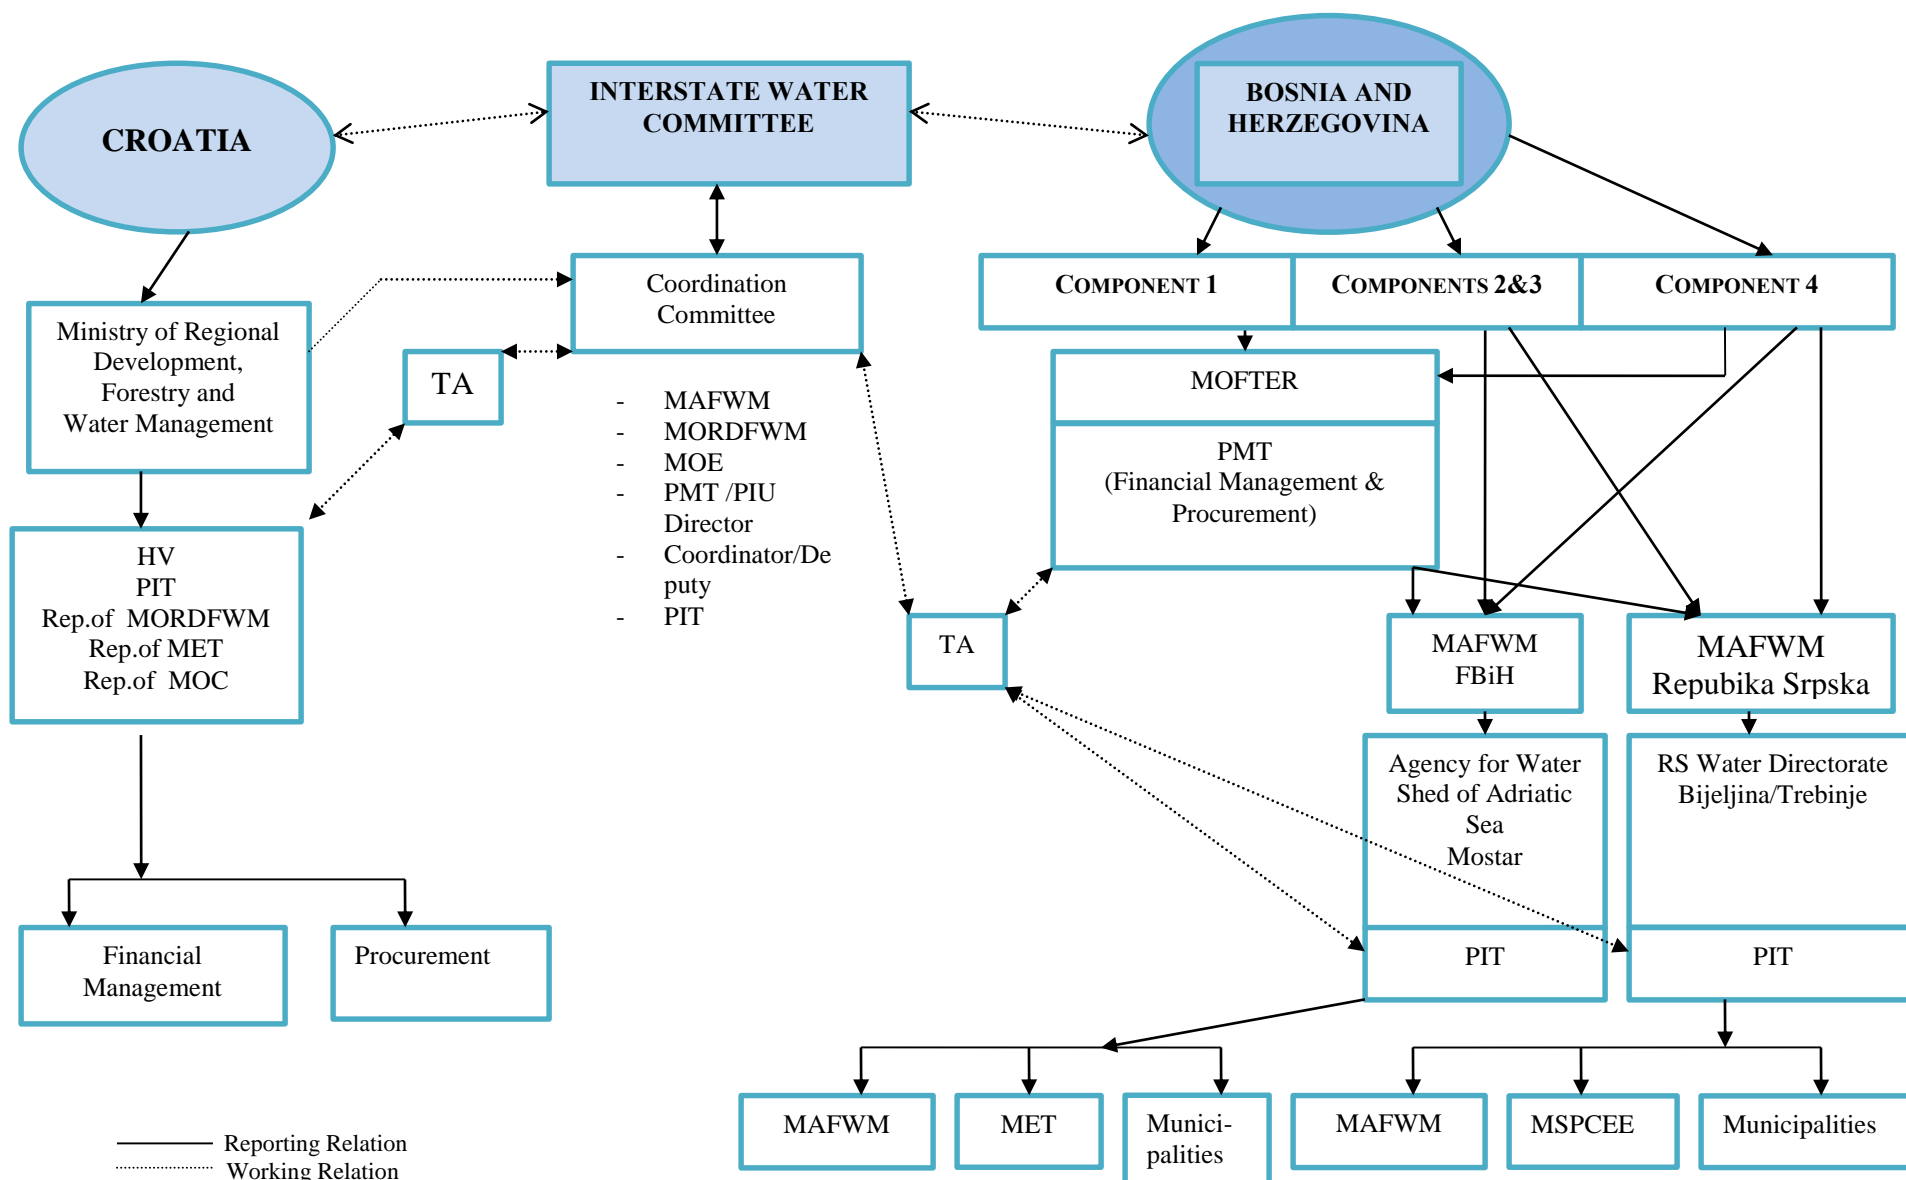 CROATIA
INTERSTATE WATER
COMMITTEE
BOSNIA AND
HERZEGOVINA
Ministry of Regional
Development,
Forestry and
Water Management
TA
Coordination
Committee
- MAFWM
- MORDFWM
- MOE
- PMT /PIU
Director
- Coordinator/De
puty
- PIT
COMPONENT 1
COMPONENTS 2&3
COMPONENT 4
MOFTER
PMT
(Financial Management &
Procurement)
HV
PIT
Rep.of MORDFWM
Rep.of MET
Rep.of MOC
TA
MAFWM
FBiH
MAFWM
Repubika Srpska
Agency for Water
Shed of Adriatic
Sea
Mostar
RS Water Directorate
Bijeljina/Trebinje
PIT
PIT
Financial
Management
Procurement
MAFWM
MET
Munici-
palities
MAFWM
MSPCEE
Municipalities
Reporting Relation
Working Relation